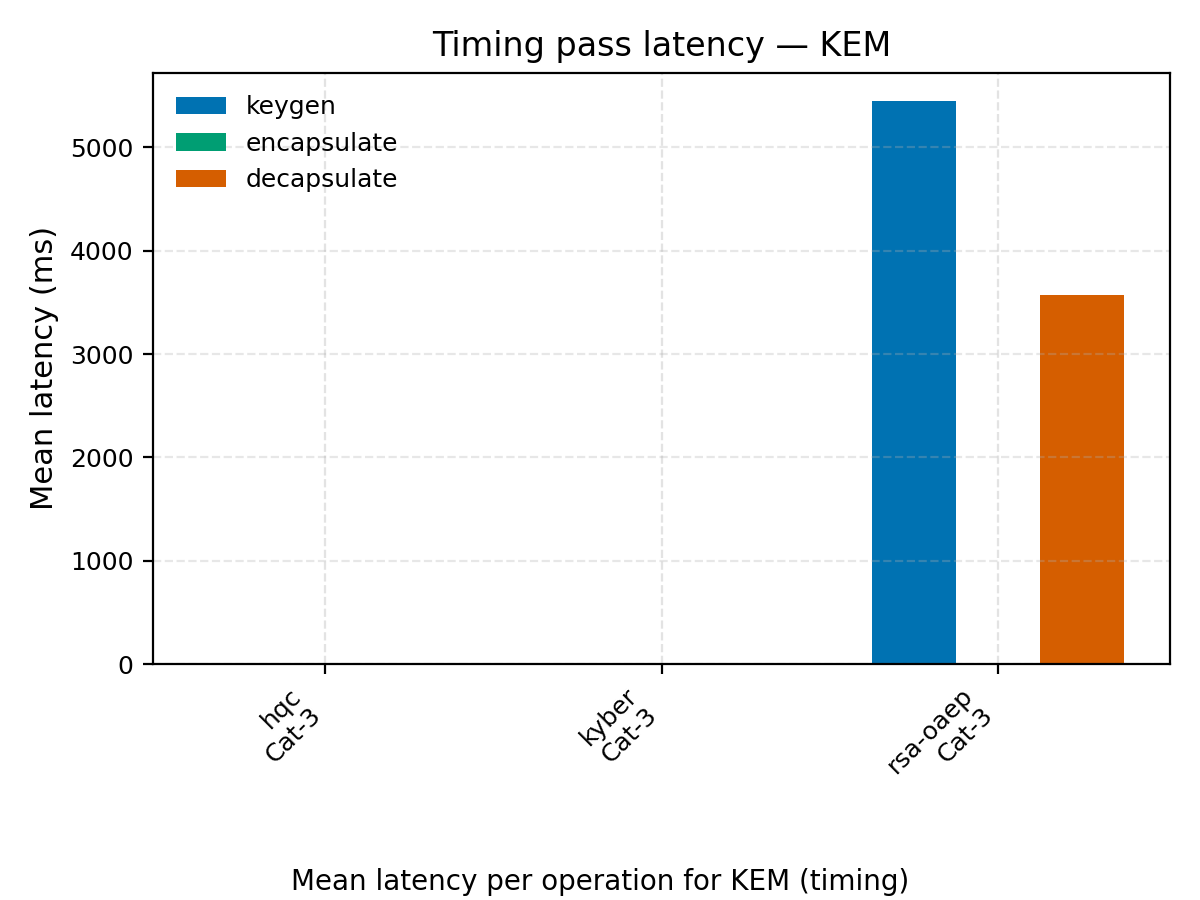 Timing pass latency — KEM
keygen
encapsulate
decapsulate
Mean latency (ms)
5000
4000
3000
2000
1000
0
hqc
Cat-3
kyber
Cat-3
rsa-oaep
Cat-3
Mean latency per operation for KEM (timing)